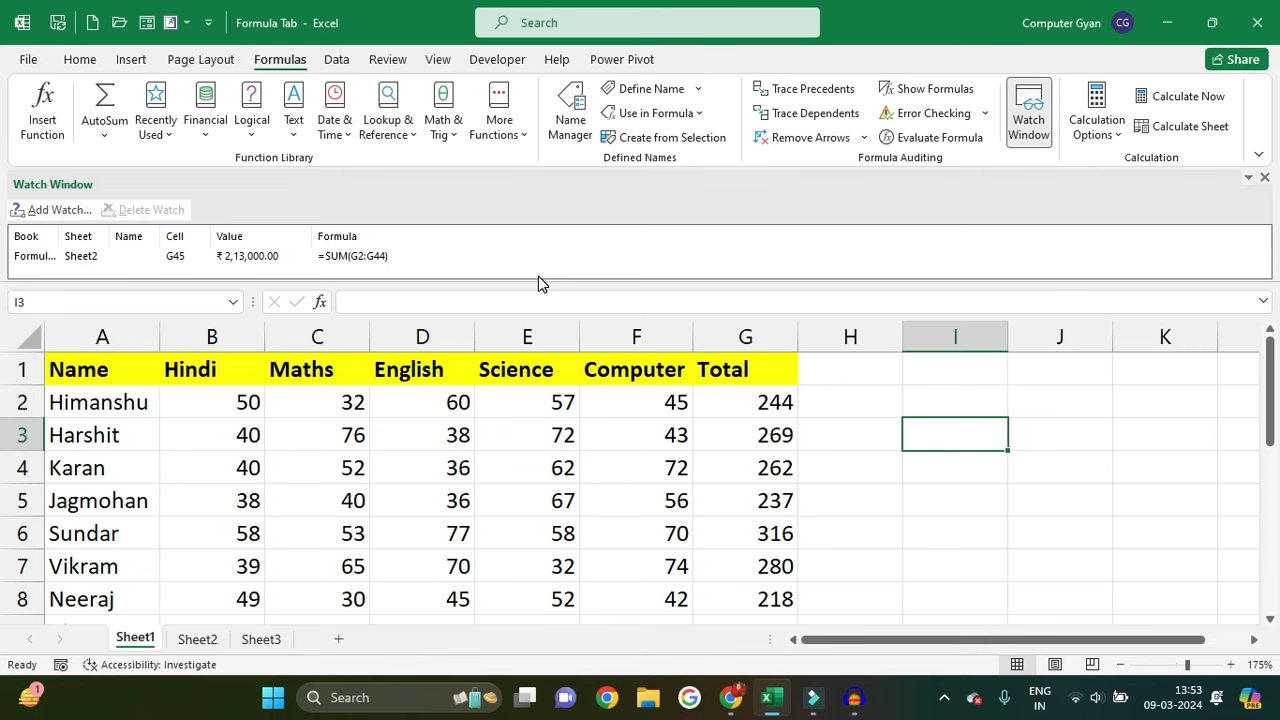 Formula Tab - Excel
Search
Computer Gyan
CG
File Home Insert Page Layout Formulas Data Review View Developer Help Power Pivot
Share
Insert Function
AutoSum
Recently Used
Financial
Logical
Text
Date & Time
Lookup & Reference
Math & Trig
More Functions
Function Library
Name Manager
Define Name
Use in Formula
Create from Selection
Defined Names
Trace Precedents
Trace Dependents
Remove Arrows
Show Formulas
Error Checking
Evaluate Formula
Formula Auditing
Watch Window
Calculation Options
Calculate Now
Calculate Sheet
Calculation
Watch Window
Add Watch... Delete Watch
Book Sheet Name Cell Value Formula
Formul... Sheet2 G45 ₹ 2,13,000.00 =SUM(G2:G44)
I3 fx
A B C D E F G H I J K
1 Name Hindi Maths English Science Computer Total
2 Himanshu 50 32 60 57 45 244
3 Harshit 40 76 38 72 43 269
4 Karan 40 52 36 62 72 262
5 Jagmohan 38 40 36 67 56 237
6 Sundar 58 53 77 58 70 316
7 Vikram 39 65 70 32 74 280
8 Neeraj 49 30 45 52 42 218
Sheet1 Sheet2 Sheet3
Ready Accessibility: Investigate 175%
1 Search ENG IN 13:53 09-03-2024 PRE